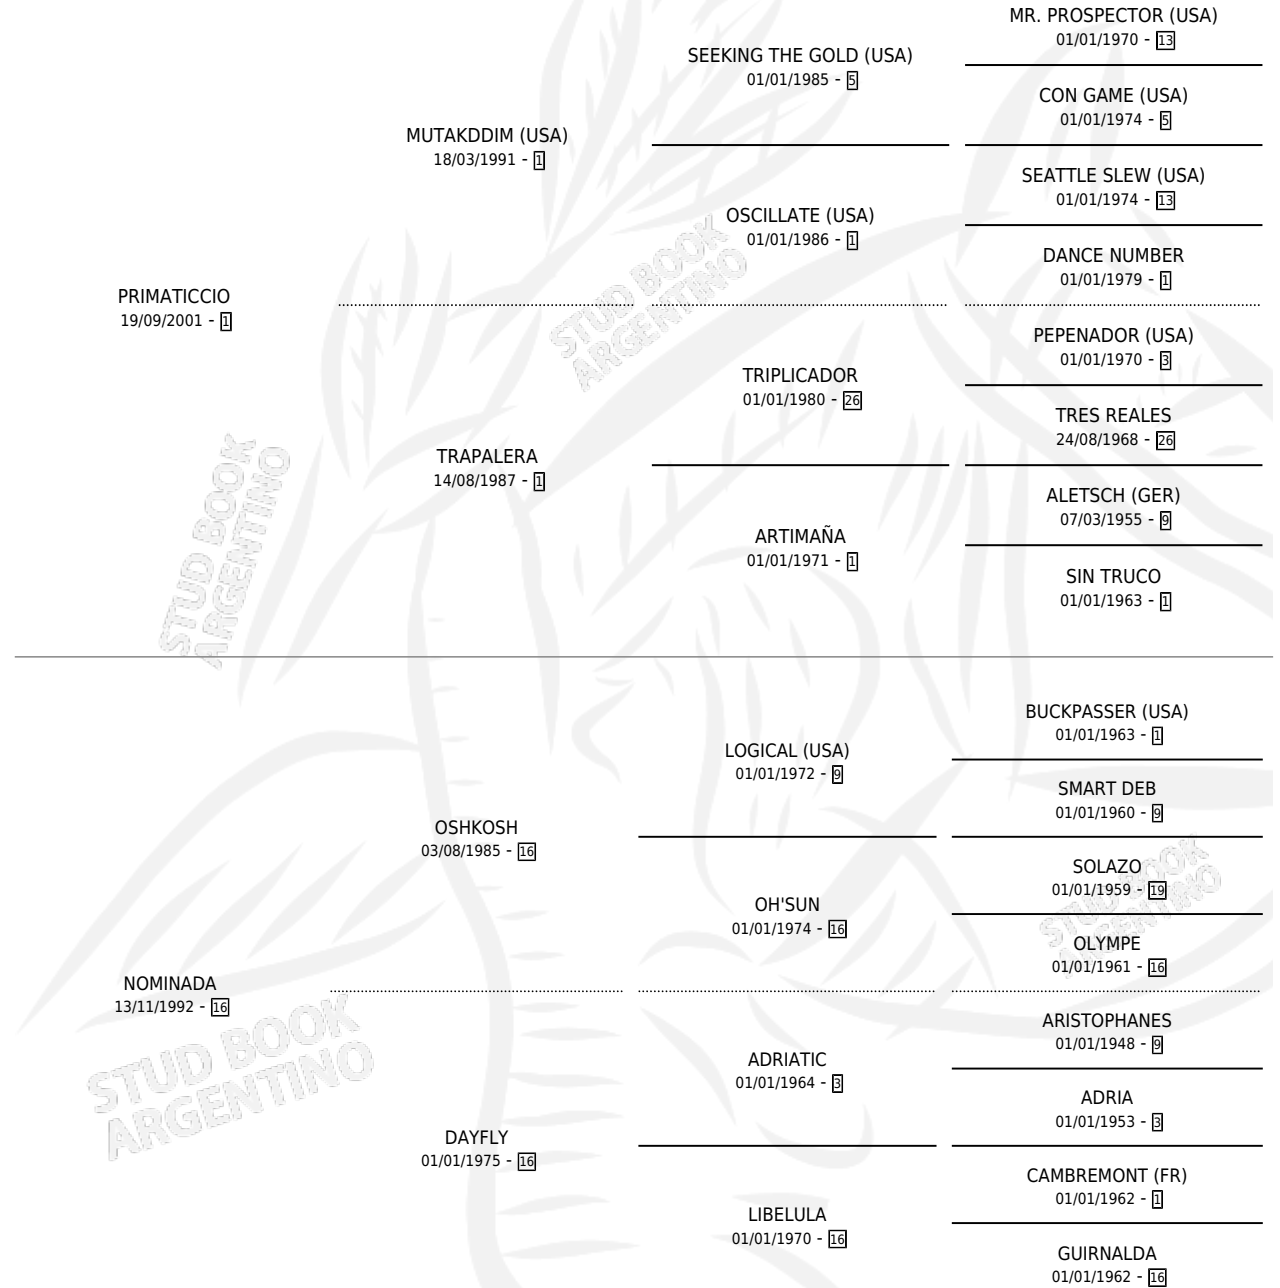 MR. PROSPECTOR (USA)
01/01/1970 - 13
SEEKING THE GOLD (USA)
01/01/1985 - 5
CON GAME (USA)
01/01/1974 - 5
MUTAKDDIM (USA)
18/03/1991 - 1
SEATTLE SLEW (USA)
01/01/1974 - 13
OSCILLATE (USA)
01/01/1986 - 1
DANCE NUMBER
01/01/1979 - 1
PRIMATICCIO
19/09/2001 - 1
STUD BOOK
ARGENTINO
PEPENADOR (USA)
01/01/1970 - 3
TRIPLICADOR
01/01/1980 - 26
TRES REALES
24/08/1968 - 26
TRAPALERA
14/08/1987 - 1
ALETSCH (GER)
07/03/1955 - 9
ARTIMAÑA
01/01/1971 - 1
SIN TRUCO
01/01/1963 - 1
STUD BOOK
ARGENTINO
BUCKPASSER (USA)
01/01/1963 - 1
LOGICAL (USA)
01/01/1972 - 9
SMART DEB
01/01/1960 - 9
OSHKOSH
03/08/1985 - 16
SOLAZO
01/01/1959 - 19
OH'SUN
01/01/1974 - 16
OLYMPE
01/01/1961 - 16
STUD BOOK
ARGENTINO
NOMINADA
13/11/1992 - 16
ARISTOPHANES
01/01/1948 - 9
ADRIATIC
01/01/1964 - 3
ADRIA
01/01/1953 - 3
STUD BOOK
ARGENTINO
DAYFLY
01/01/1975 - 16
CAMBREMONT (FR)
01/01/1962 - 1
LIBELULA
01/01/1970 - 16
GUIRNALDA
01/01/1962 - 16